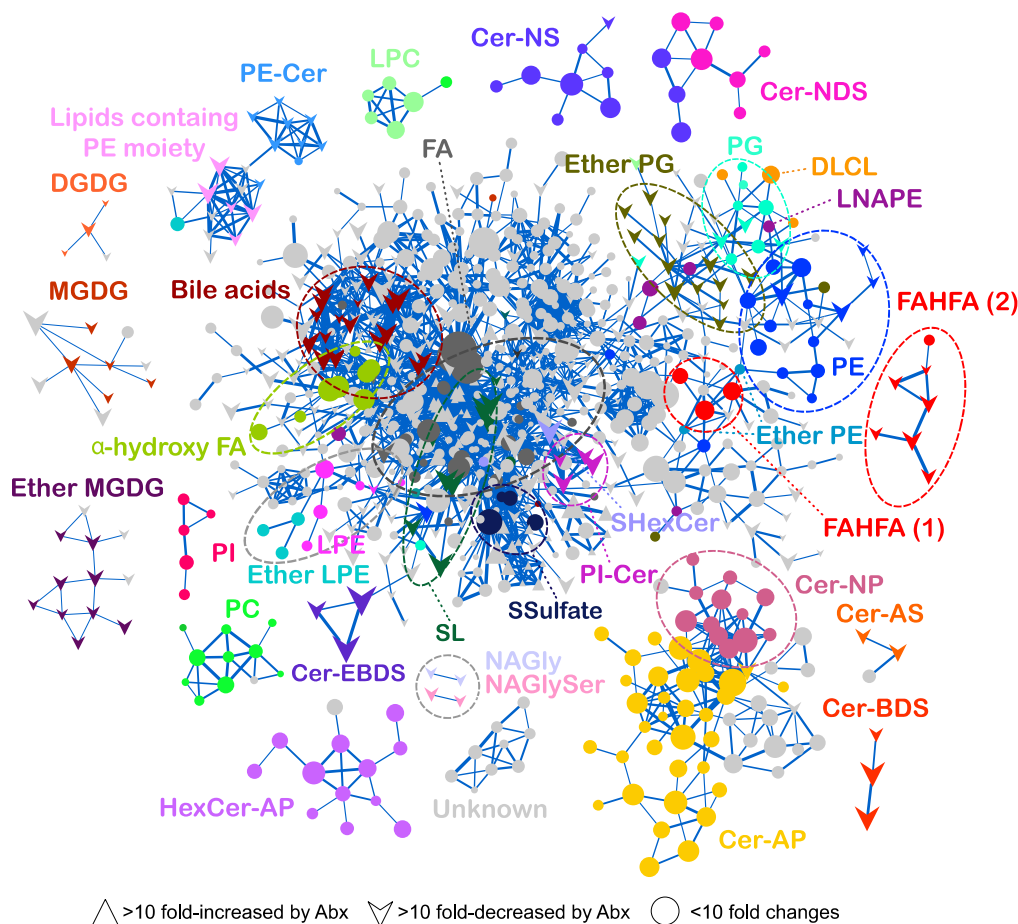 Cer-NS
LPC
PE-Cer
Cer-NDS
Lipids containg
PE moiety
FA
PG
Ether PG
DLCL
DGDG
LNAPE
MGDG
Bile acids
FAHFA (2)
PE
α-hydroxy FA
Ether PE
Ether MGDG
FAHFA (1)
SHexCer
PI
LPE
Ether LPE
PI-Cer
Cer-NP
SSulfate
PC
SL
Cer-AS
Cer-EBDS
NAGly
NAGlySer
Cer-BDS
HexCer-AP
Unknown
Cer-AP
>10 fold-increased by Abx >10 fold-decreased by Abx <10 fold changes